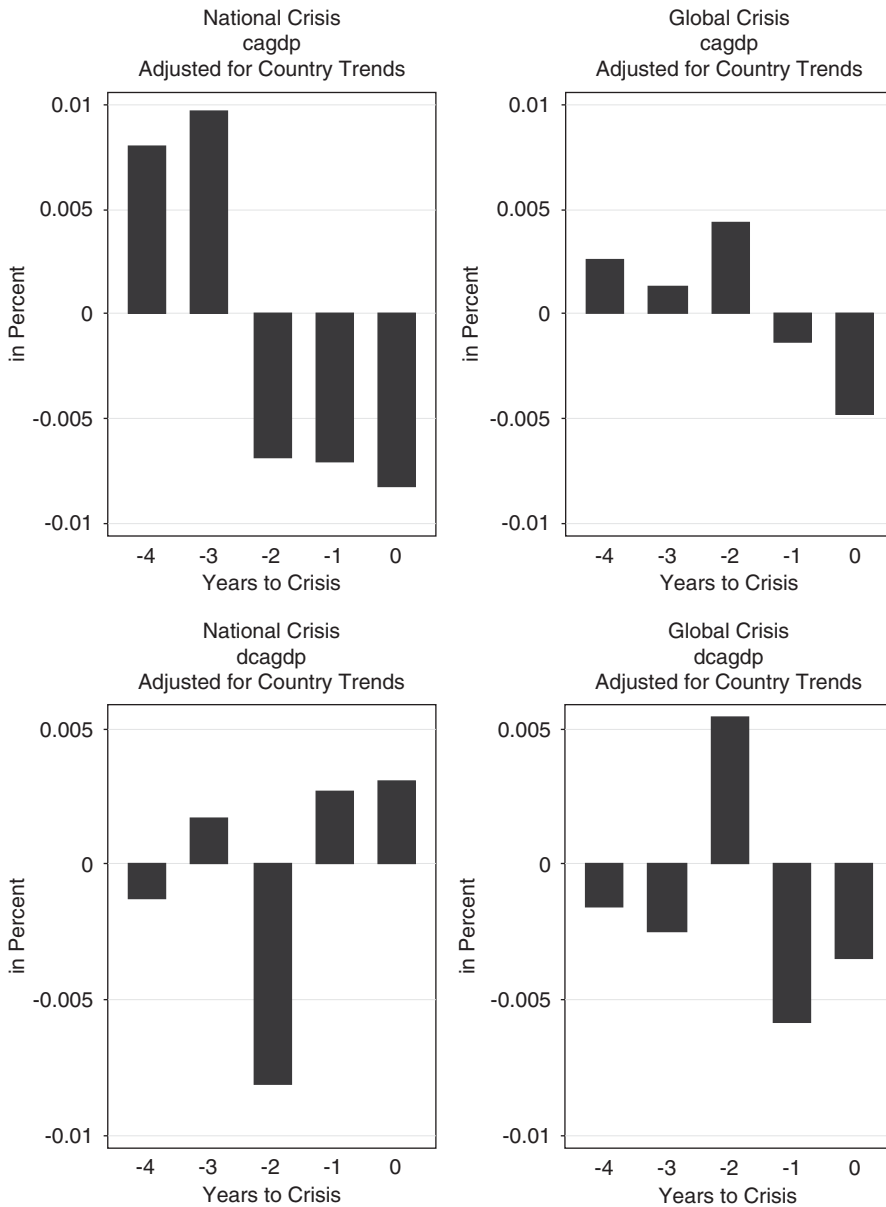 National Crisis
cagdp
Adjusted for Country Trends
0.01
0.005
0
-0.005
-0.01
in Percent
-4 -3 -2 -1 0
Years to Crisis
Global Crisis
cagdp
Adjusted for Country Trends
0.01
0.005
0
-0.005
-0.01
in Percent
-4 -3 -2 -1 0
Years to Crisis
National Crisis
dcagdp
Adjusted for Country Trends
0.005
0
-0.005
-0.01
in Percent
-4 -3 -2 -1 0
Years to Crisis
Global Crisis
dcagdp
Adjusted for Country Trends
0.005
0
-0.005
-0.01
in Percent
-4 -3 -2 -1 0
Years to Crisis